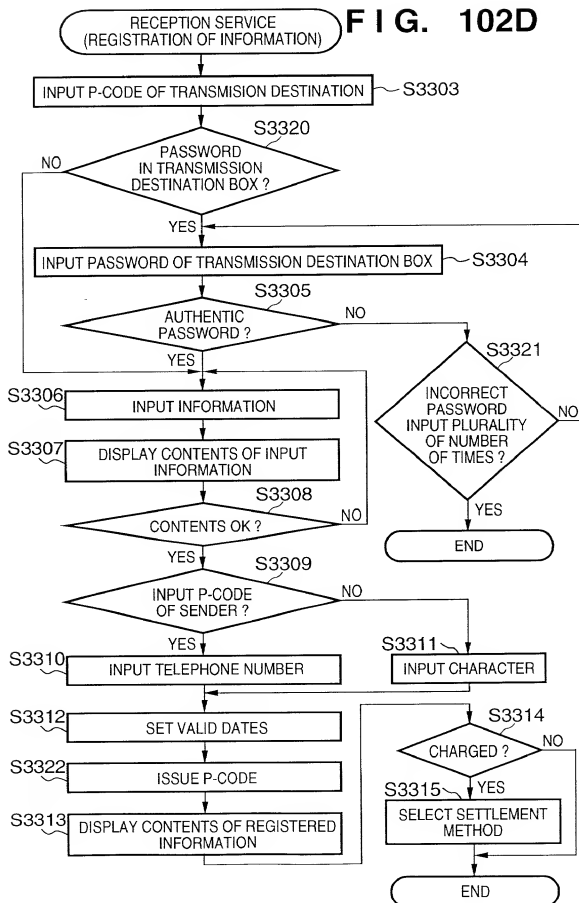 FIG. 102D
RECEPTION SERVICE
(REGISTRATION OF INFORMATION)
INPUT P-CODE OF TRANSMISION DESTINATION
S3303
S3320
PASSWORD
IN TRANSMISSION
DESTINATION BOX ?
NO
YES
INPUT PASSWORD OF TRANSMISSION DESTINATION BOX
S3304
S3305
AUTHENTIC
PASSWORD ?
NO
YES
S3321
INCORRECT
PASSWORD
INPUT PLURALITY
OF NUMBER
OF TIMES ?
NO
YES
END
S3306
INPUT INFORMATION
S3307
DISPLAY CONTENTS OF INPUT
INFORMATION
S3308
CONTENTS OK ?
NO
YES
S3309
INPUT P-CODE
OF SENDER ?
NO
YES
S3310
INPUT TELEPHONE NUMBER
S3311
INPUT CHARACTER
S3312
SET VALID DATES
S3322
ISSUE P-CODE
S3313
DISPLAY CONTENTS OF REGISTERED
INFORMATION
S3314
CHARGED ?
NO
YES
S3315
SELECT SETTLEMENT
METHOD
END